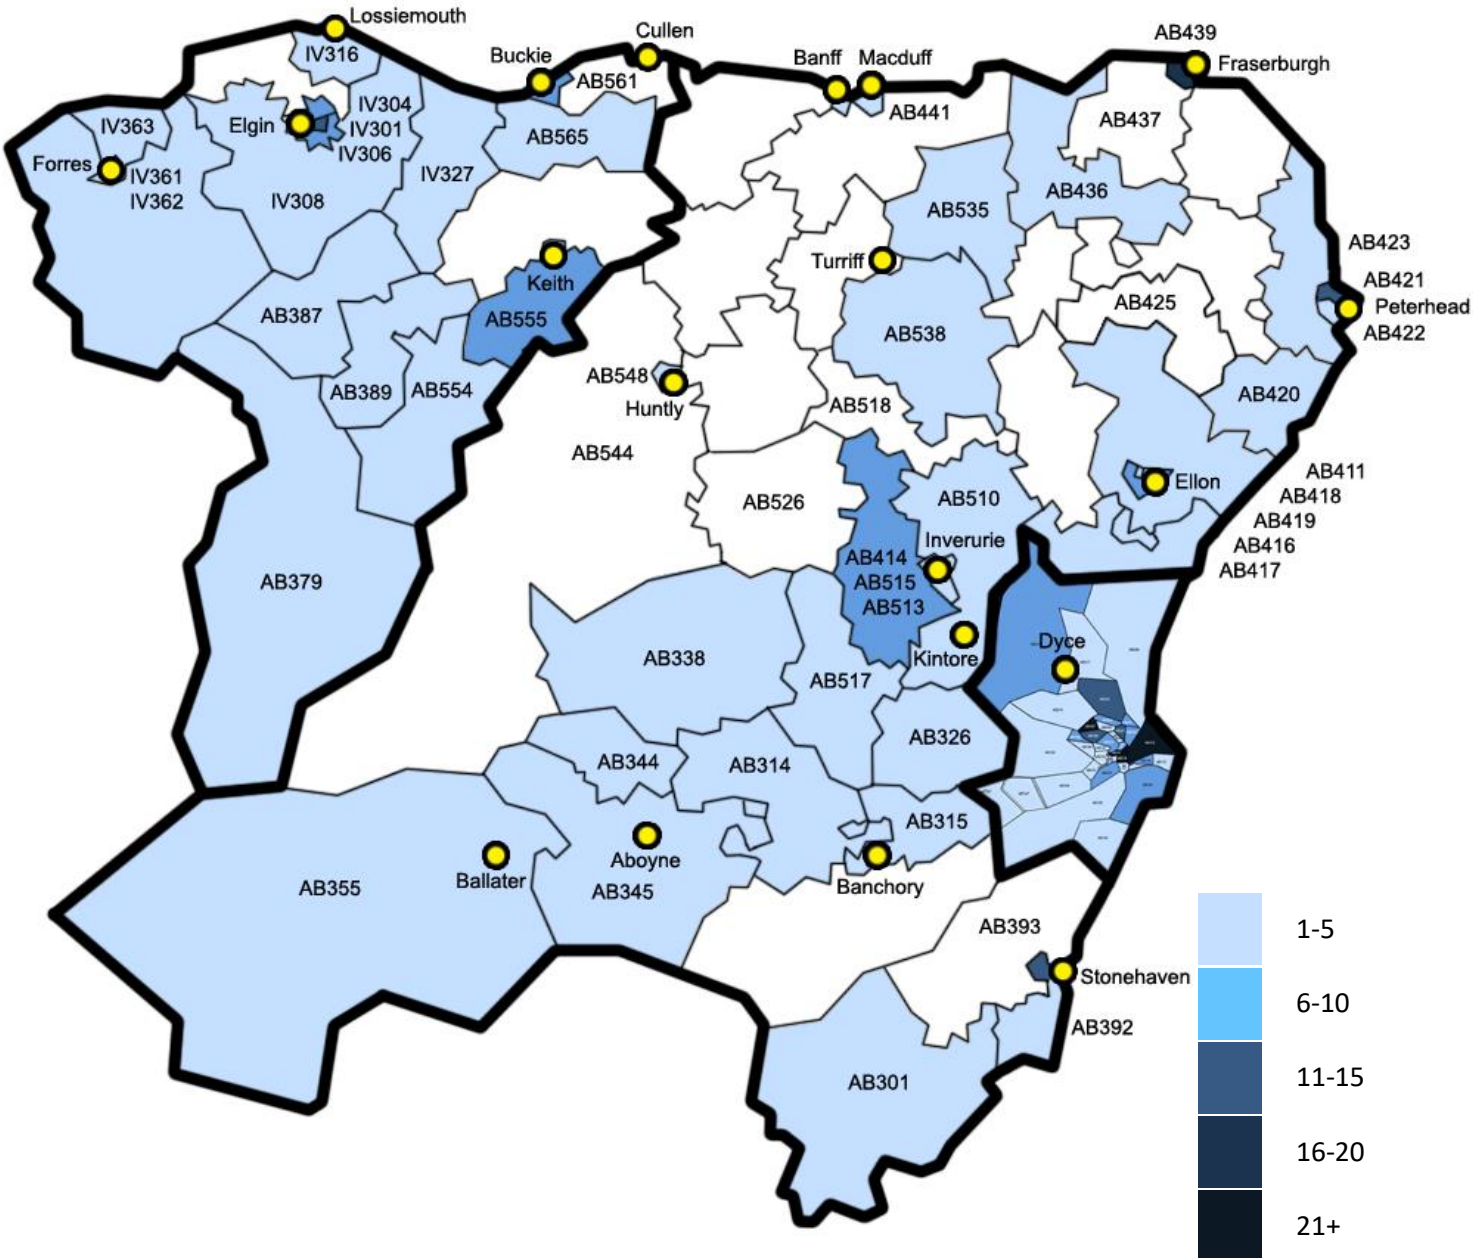 Lossiemouth
Cullen
AB439
Buckie
Banff
Macduff
IV316
Fraserburgh
AB561
IV304
AB441
AB437
IV363
Elgin
IV301
AB565
IV306
Forres
IV361
IV327
AB436
IV362
IV308
AB535
AB423
Turriff
AB421
Keith
AB425
Peterhead
AB387
AB555
AB422
AB538
AB548
AB389
AB554
AB420
AB518
Huntly
AB544
AB411
Ellon
AB418
AB526
AB510
AB419
Inverurie
AB416
AB414
AB417
AB379
AB515
AB513
Dyce
AB338
Kintore
AB517
AB326
AB344
AB314
AB315
Aboyne
Ballater
AB355
AB345
Banchory
AB393
1-5
Stonehaven
6-10
AB392
AB301
11-15
16-20
21+